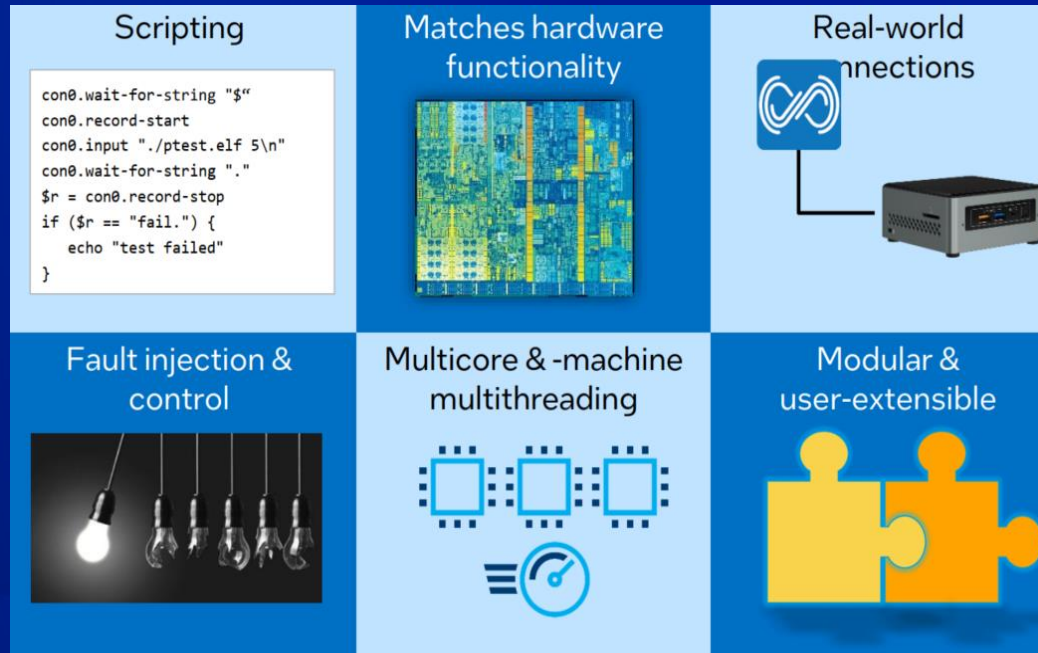 Scripting
con0.wait-for-string "$“
con0.record-start
con0.input "./ptest.elf 5\n"
con0.wait-for-string "."
$r = con0.record-stop
if ($r == "fail.") {
echo "test failed"
}
Matches hardware
functionality
Real-world
nnections
Fault injection &
control
Multicore & -machine
multithreading
Modular &
user-extensible